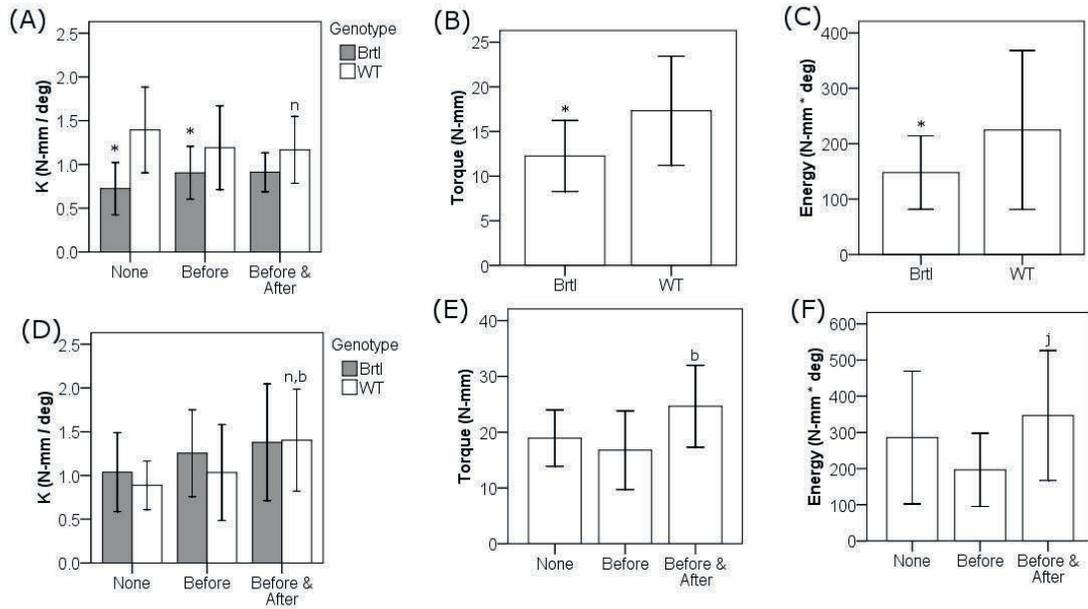 (A)
Genotype
Brtl
WT
K (N-mm / deg)
2.5
2.0
1.5
1.0
0.5
0.0
*
*
n
None
Before
Before &
After
(B)
Torque (N-mm)
25
20
15
10
5
0
*
Brtl
WT
(C)
Energy (N-mm * deg)
400
300
200
100
0
*
Brtl
WT
(D)
Genotype
Brtl
WT
K (N-mm / deg)
2.5
2.0
1.5
1.0
0.5
0.0
n,b
None
Before
Before &
After
(E)
Torque (N-mm)
40
30
20
10
0
b
None
Before
Before &
After
(F)
Energy (N-mm * deg)
600
500
400
300
200
100
0
j
None
Before
Before &
After